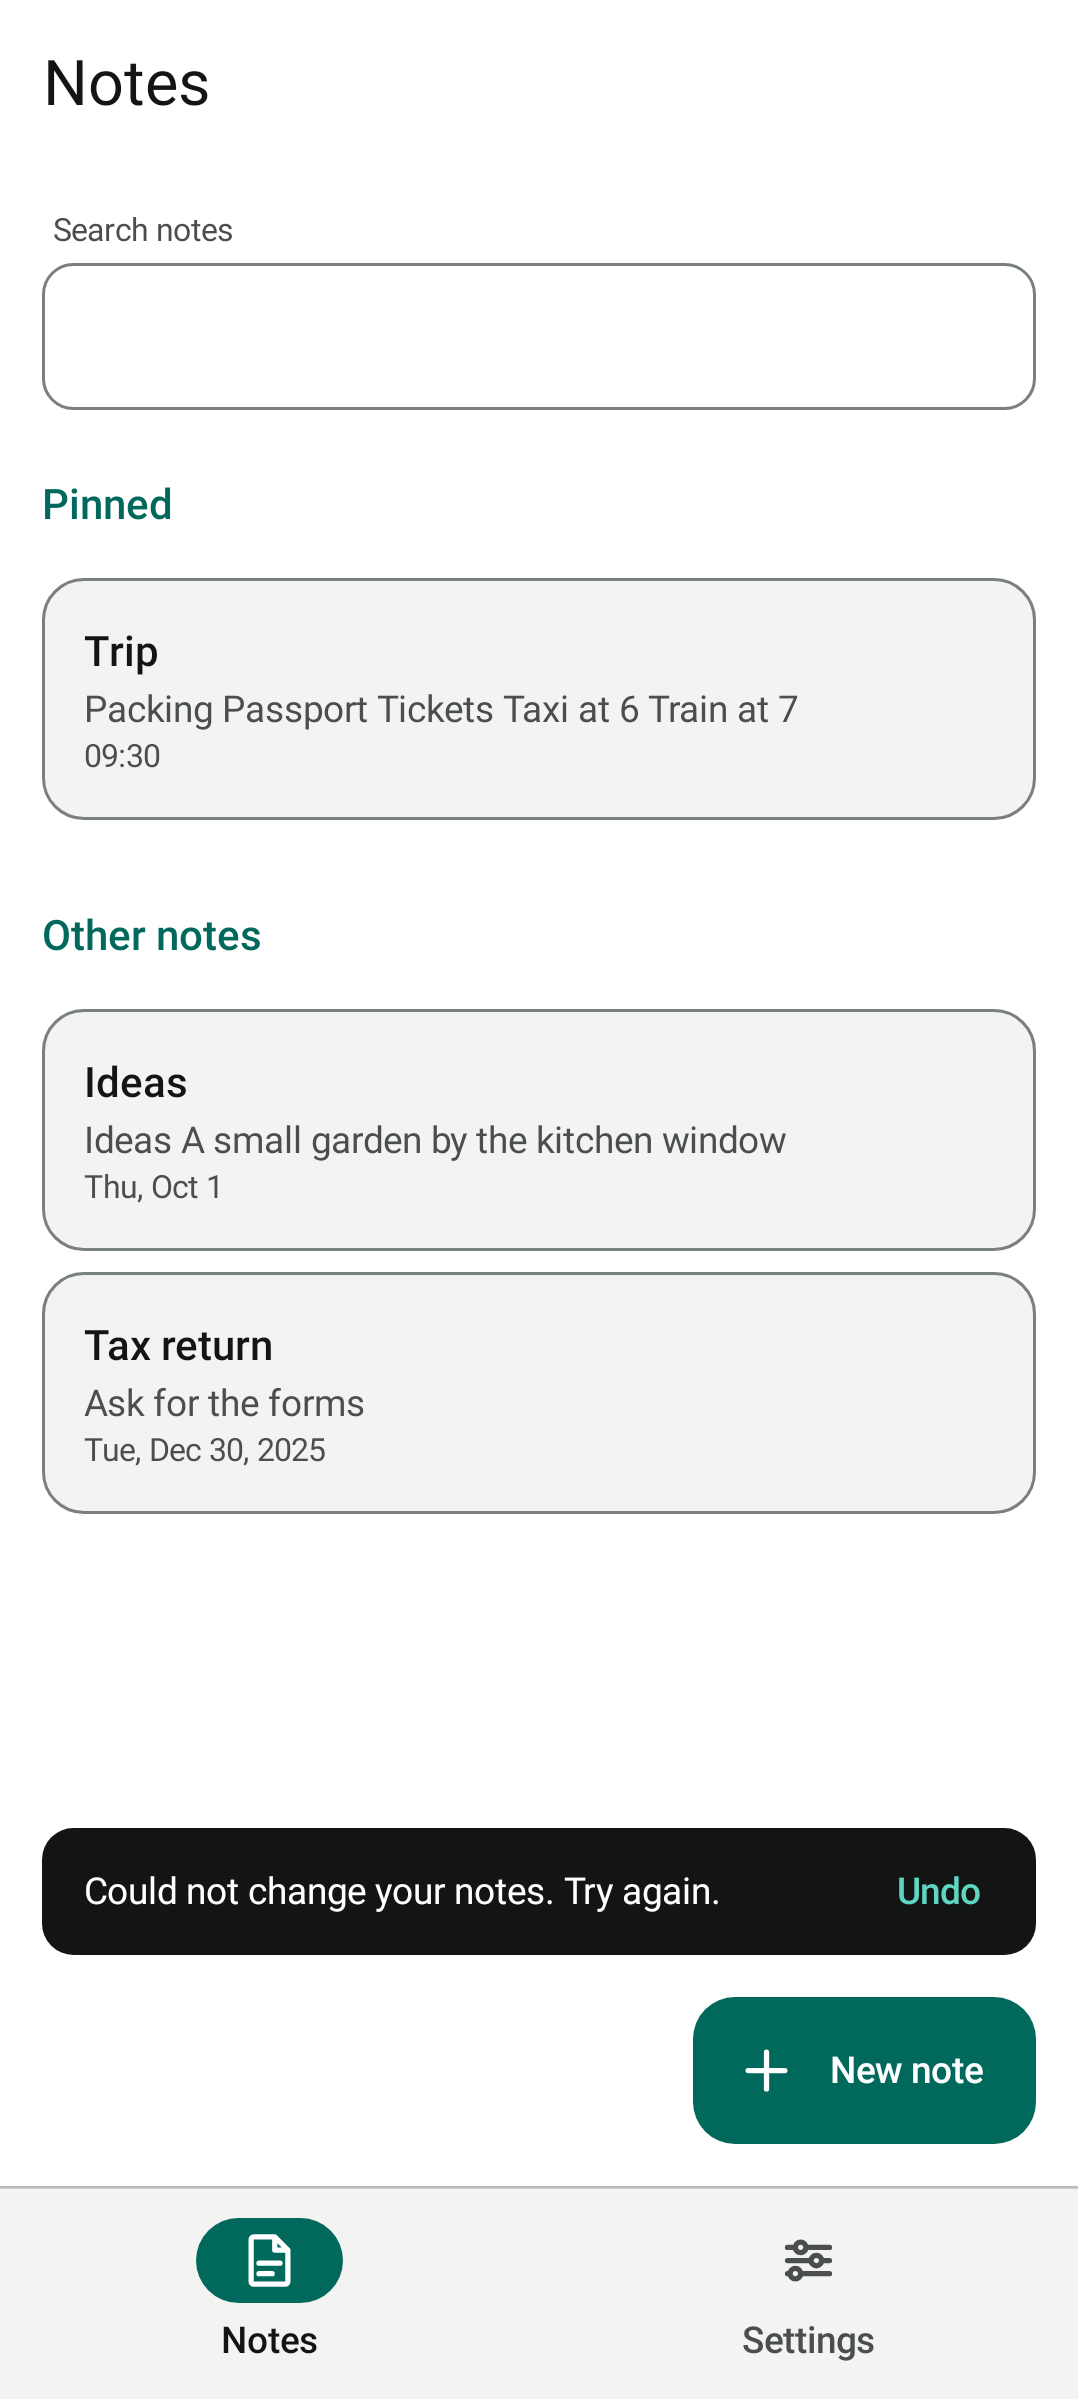 Notes
Search notes
Pinned
Trip
Packing Passport Tickets Taxi at 6 Train at 7
09:30
Other notes
Ideas
Ideas A small garden by the kitchen window
Thu, Oct 1
Tax return
Ask for the forms
Tue, Dec 30, 2025
Could not change your notes. Try again.
Undo
New note
Notes
Settings